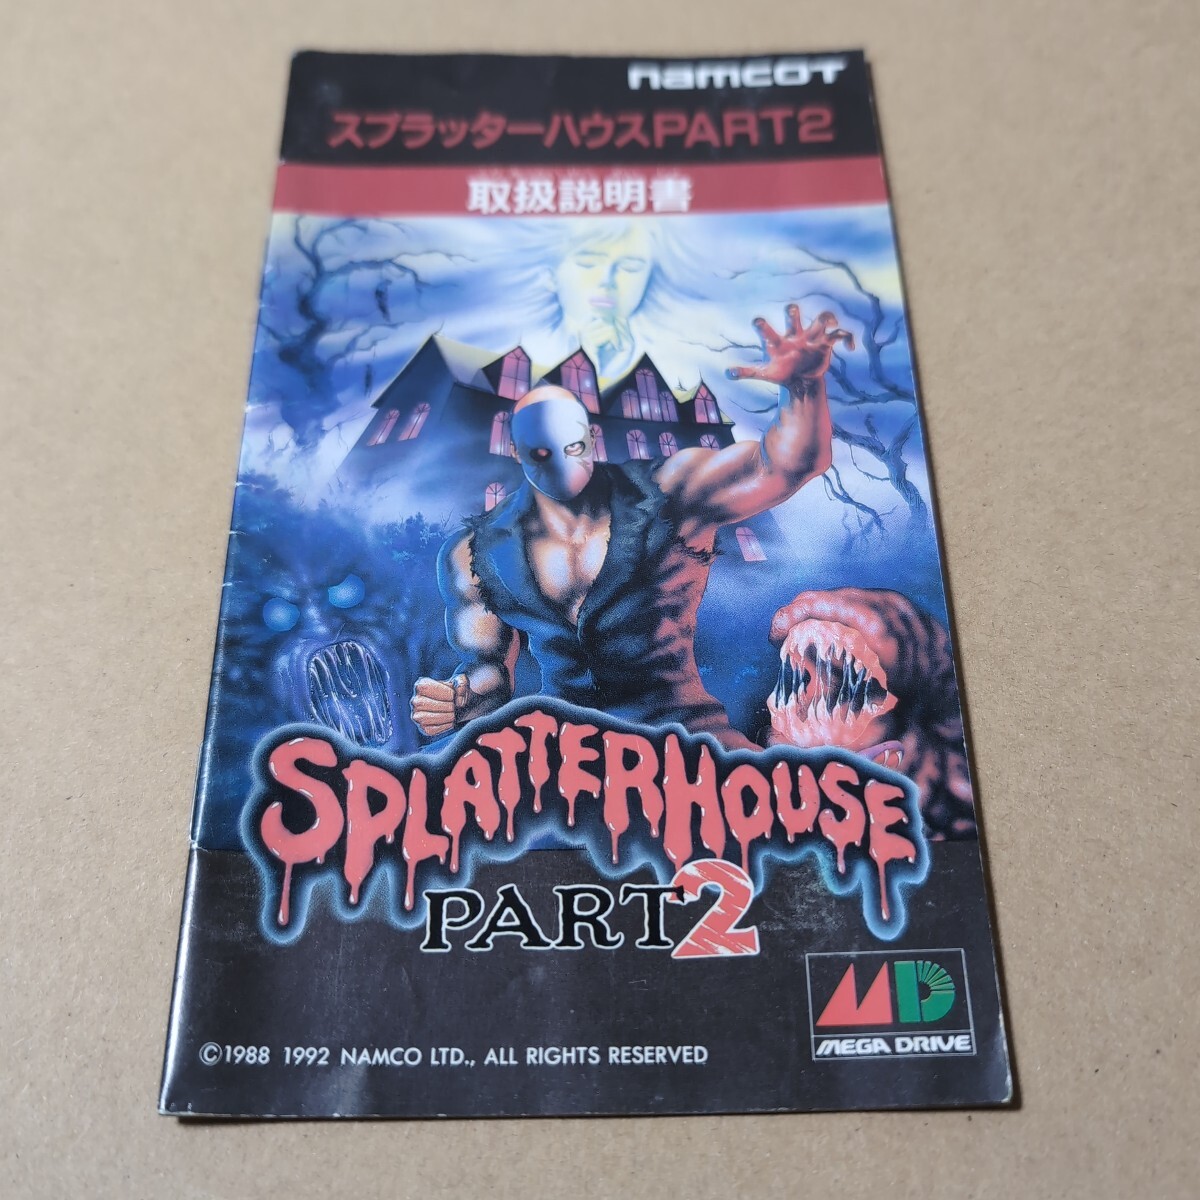 namcot
スプラッターハウスPART2
取扱説明書
SPLATTERHOUSE
PART2
MD
MEGA DRIVE
©1988 1992 NAMCO LTD., ALL RIGHTS RESERVED